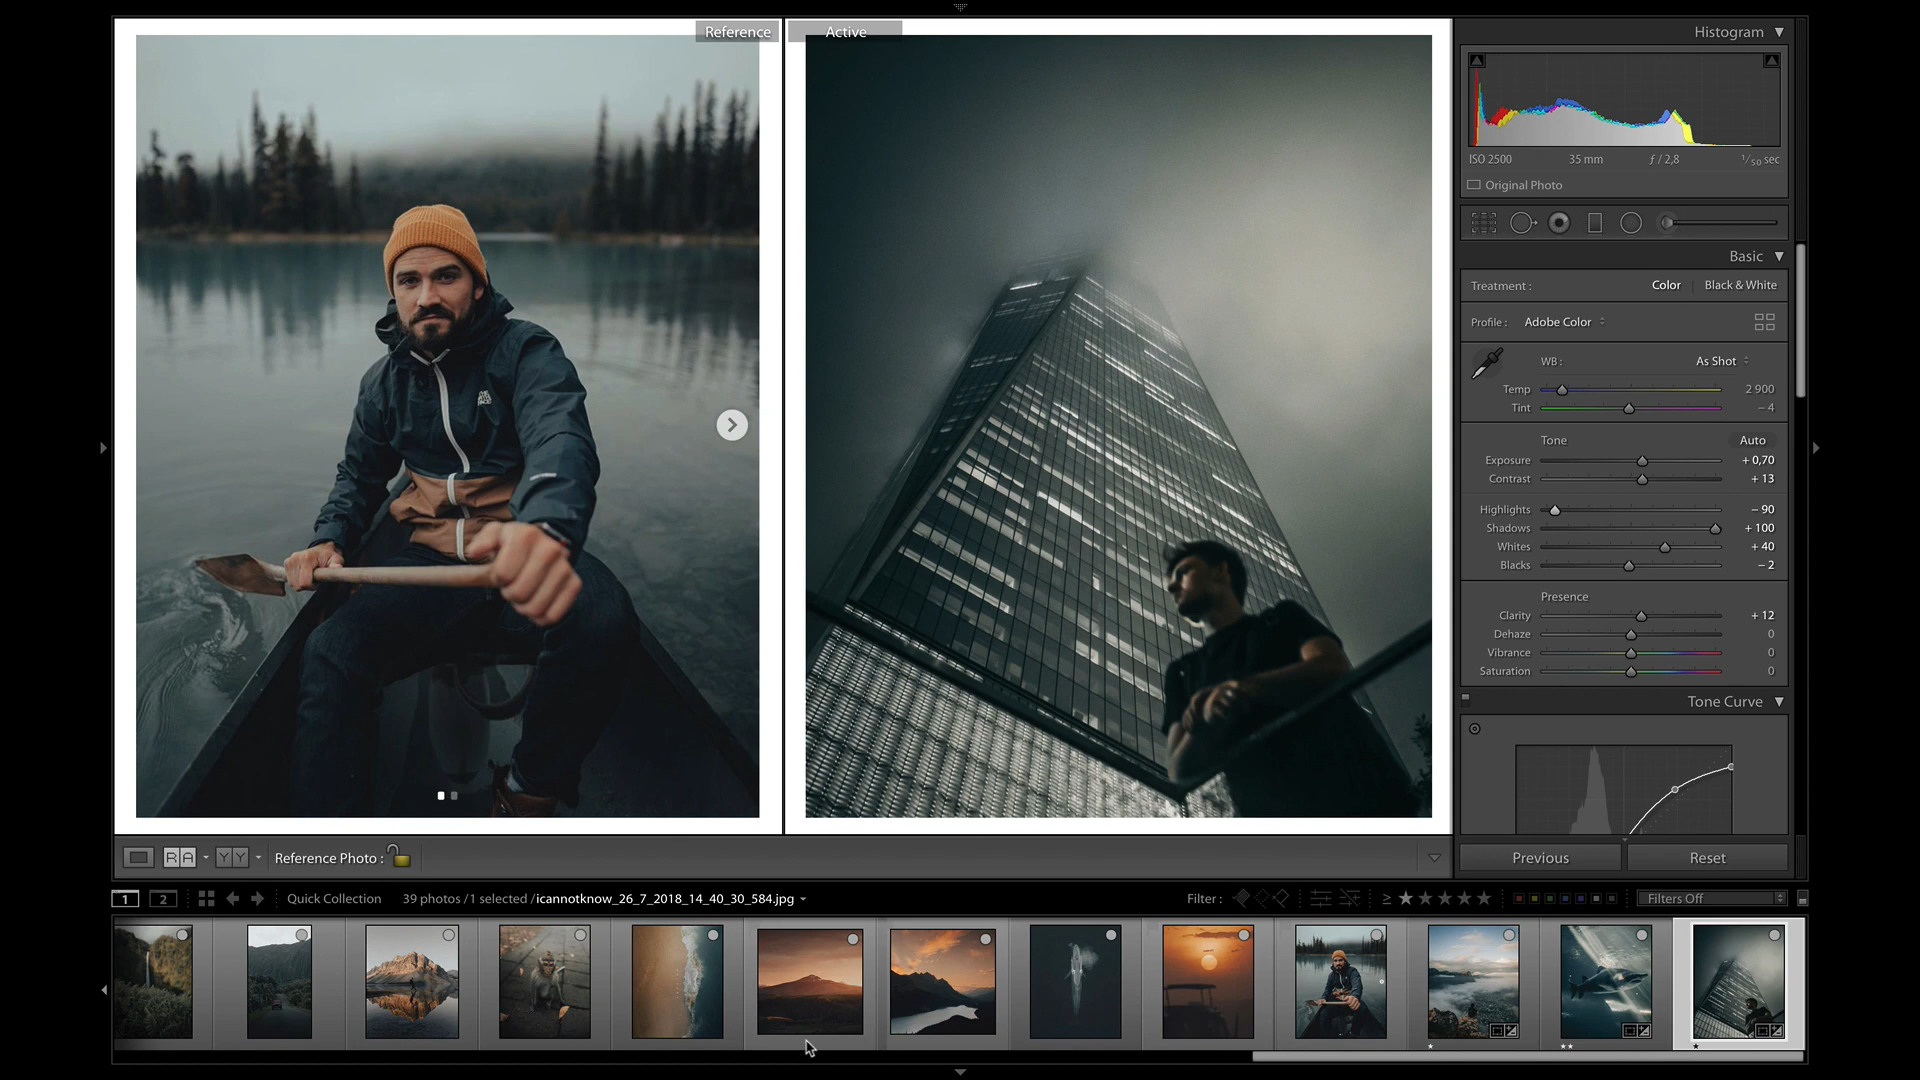 Reference
Active
Histogram
ISO 2500 35 mm ƒ / 2,8 1/50 sec
Original Photo
Basic
Treatment : Color Black & White
Profile : Adobe Color
WB : As Shot
Temp 2 900
Tint – 4
Tone Auto
Exposure + 0,70
Contrast + 13
Highlights – 90
Shadows + 100
Whites + 40
Blacks – 2
Presence
Clarity + 12
Dehaze 0
Vibrance 0
Saturation 0
Tone Curve
R A Y Y Reference Photo :
Previous Reset
1 2 Quick Collection 39 photos / 1 selected / icannotknow_26_7_2018_14_40_30_584.jpg Filter : ≥ Filters Off